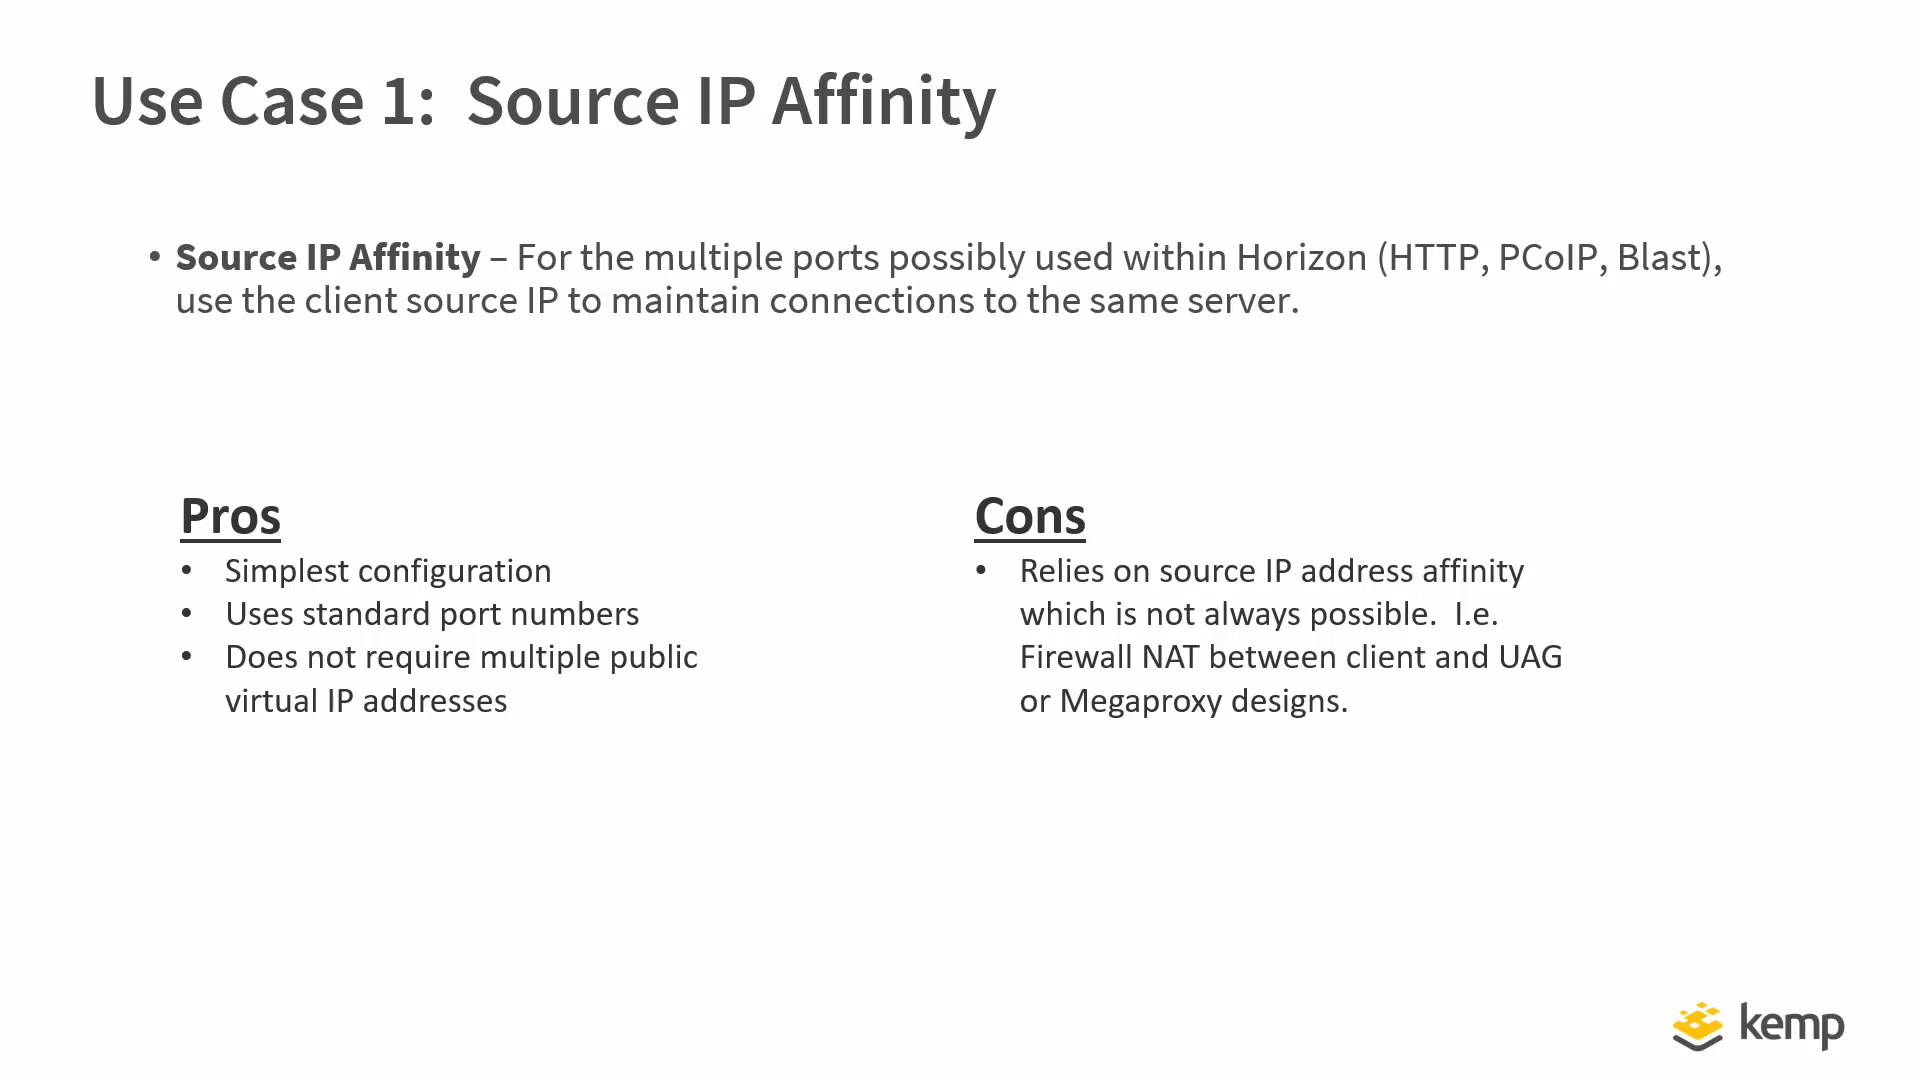 Use Case 1:  Source IP Affinity
• Source IP Affinity – For the multiple ports possibly used within Horizon (HTTP, PCoIP, Blast),
use the client source IP to maintain connections to the same server.
Pros
• Simplest configuration
• Uses standard port numbers
• Does not require multiple public
virtual IP addresses
Cons
• Relies on source IP address affinity
which is not always possible.  I.e.
Firewall NAT between client and UAG
or Megaproxy designs.
kemp